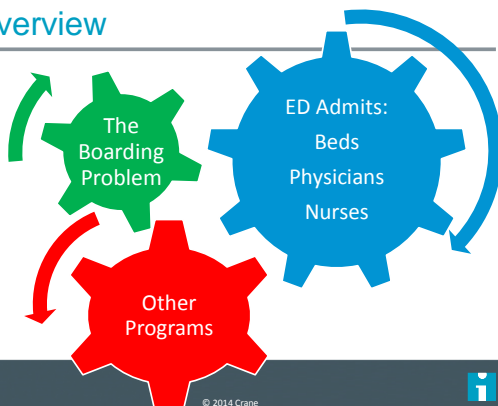 verview
The
Boarding
Problem
ED Admits:
Beds
Physicians
Nurses
Other
Programs
© 2014 Crane
i